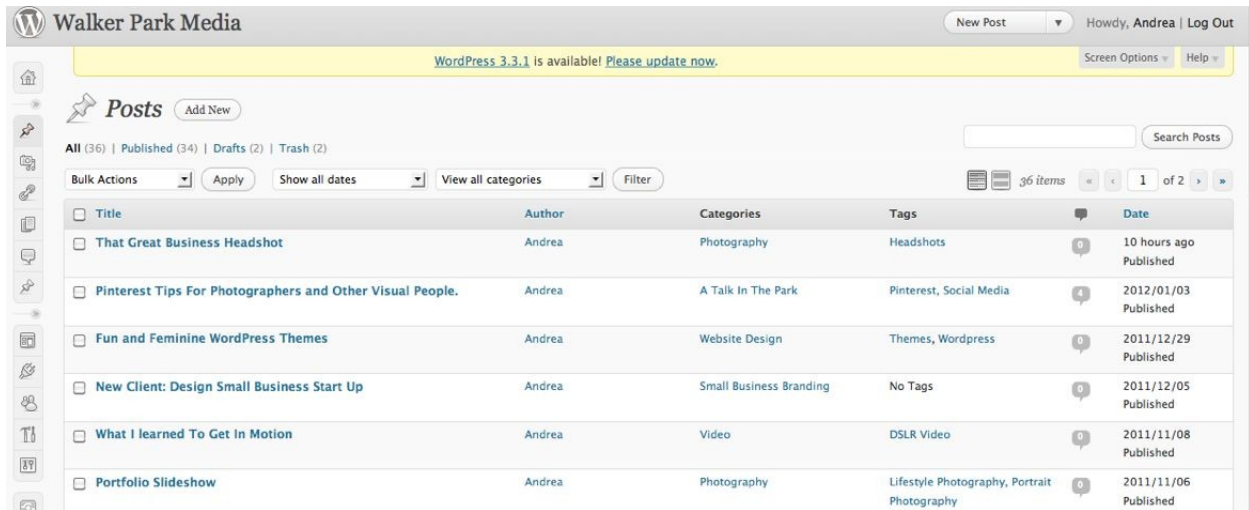 Walker Park Media
New Post
Howdy, Andrea | Log Out
WordPress 3.3.1 is available! Please update now.
Screen Options
Help
Posts
Add New
All (36) | Published (34) | Drafts (2) | Trash (2)
Search Posts
Bulk Actions
Apply
Show all dates
View all categories
Filter
36 items « ‹ 1 of 2 › »
Title Author Categories Tags Date
That Great Business Headshot Andrea Photography Headshots 0 10 hours ago
Published
Pinterest Tips For Photographers and Other Visual People. Andrea A Talk In The Park Pinterest, Social Media 4 2012/01/03
Published
Fun and Feminine WordPress Themes Andrea Website Design Themes, Wordpress 0 2011/12/29
Published
New Client: Design Small Business Start Up Andrea Small Business Branding No Tags 0 2011/12/05
Published
What I learned To Get In Motion Andrea Video DSLR Video 0 2011/11/08
Published
Portfolio Slideshow Andrea Photography Lifestyle Photography, Portrait 0 2011/11/06
Photography Published